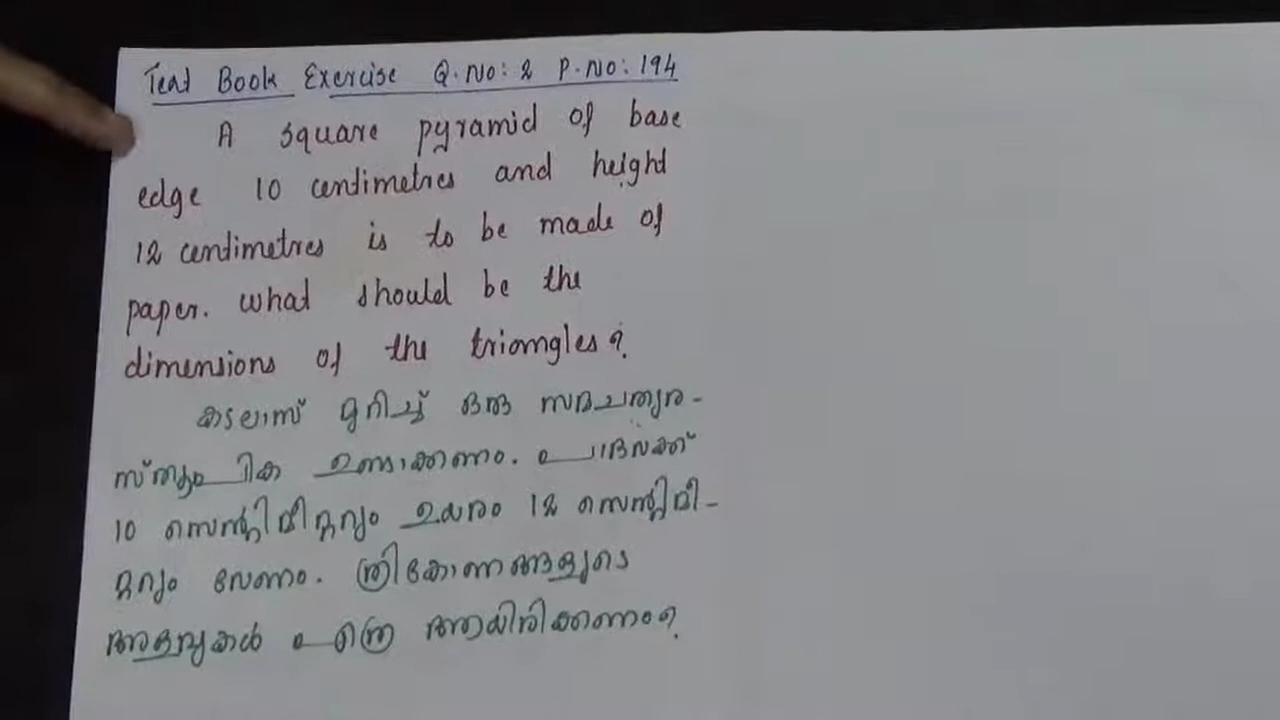 Text Book Exercise Q.No: 2 P.No: 194
A square pyramid of base
edge 10 centimetres and height
12 centimetres is to be made of
paper. what should be the
dimensions of the triangles?
കടലാസ് മുറിച്ച് ഒരു സമചതുര-
സ്തൂപിക ഉണ്ടാക്കണം. പാദവക്ക്
10 സെന്റിമീറ്ററും ഉയരം 12 സെന്റിമീ-
റ്ററും വേണം. ത്രികോണങ്ങളുടെ
അളവുകൾ എത്ര ആയിരിക്കണം?